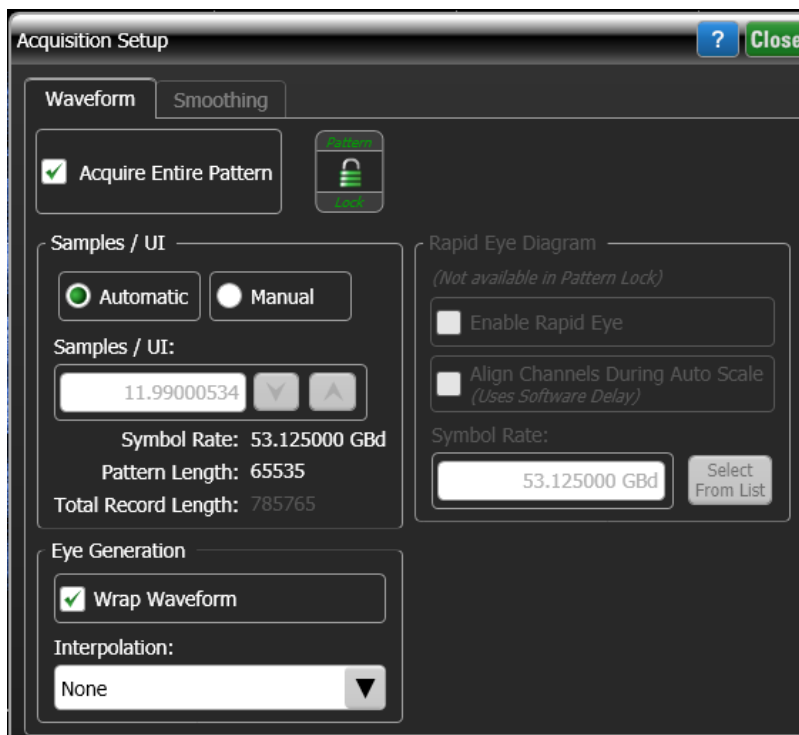 Acquisition Setup
?
Close
Waveform
Smoothing
Acquire Entire Pattern
Pattern
Lock
Samples / UI
Automatic
Manual
Samples / UI:
11.99000534
Symbol Rate: 53.125000 GBd
Pattern Length: 65535
Total Record Length: 785765
Eye Generation
Wrap Waveform
Interpolation:
None
Rapid Eye Diagram
(Not available in Pattern Lock)
Enable Rapid Eye
Align Channels During Auto Scale
(Uses Software Delay)
Symbol Rate:
53.125000 GBd
Select
From List